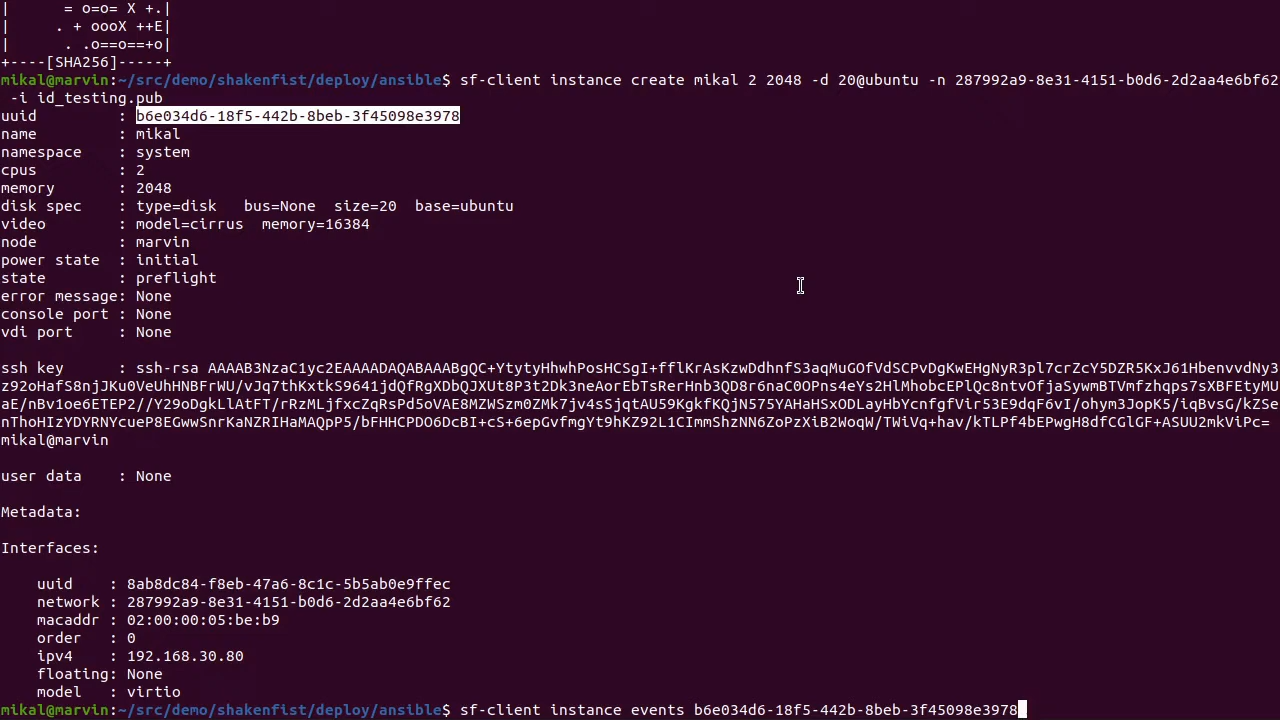 |      = o=o= X +.|
|     . + oooX ++E|
|      . .o==o==+o|
+----[SHA256]-----+
mikal@marvin:~/src/demo/shakenfist/deploy/ansible$ sf-client instance create mikal 2 2048 -d 20@ubuntu -n 287992a9-8e31-4151-b0d6-2d2aa4e6bf62
 -i id_testing.pub
uuid         : b6e034d6-18f5-442b-8beb-3f45098e3978
name         : mikal
namespace    : system
cpus         : 2
memory       : 2048
disk spec    : type=disk   bus=None  size=20  base=ubuntu
video        : model=cirrus  memory=16384
node         : marvin
power state  : initial
state        : preflight
error message: None
console port : None
vdi port     : None
ssh key      : ssh-rsa AAAAB3NzaC1yc2EAAAADAQABAAABgQC+YtytyHhwhPosHCSgI+fflKrAsKzwDdhnfS3aqMuGOfVdSCPvDgKwEHgNyR3pl7crZcY5DZR5KxJ61HbenvvdNy3
z92oHafS8njJKu0VeUhHNBFrWU/vJq7thKxtkS9641jdQfRgXDbQJXUt8P3t2Dk3neAorEbTsRerHnb3QD8r6naC0OPns4eYs2HlMhobcEPlQc8ntvOfjaSywmBTVmfzhqps7sXBFEtyMU
aE/nBv1oe6ETEP2//Y29oDgkLlAtFT/rRzMLjfxcZqRsPd5oVAE8MZWSzm0ZMk7jv4sSjqtAU59KgkfKQjN575YAHaHSxODLayHbYcnfgfVir53E9dqF6vI/ohym3JopK5/iqBvsG/kZSe
nThoHIzYDYRNYcueP8EGwwSnrKaNZRIHaMAQpP5/bFHHCPDO6DcBI+cS+6epGvfmgYt9hKZ92L1CImmShzNN6ZoPzXiB2WoqW/TWiVq+hav/kTLPf4bEPwgH8dfCGlGF+ASUU2mkViPc=
mikal@marvin
user data    : None
Metadata:
Interfaces:
    uuid    : 8ab8dc84-f8eb-47a6-8c1c-5b5ab0e9ffec
    network : 287992a9-8e31-4151-b0d6-2d2aa4e6bf62
    macaddr : 02:00:00:05:be:b9
    order   : 0
    ipv4    : 192.168.30.80
    floating: None
    model   : virtio
mikal@marvin:~/src/demo/shakenfist/deploy/ansible$ sf-client instance events b6e034d6-18f5-442b-8beb-3f45098e3978